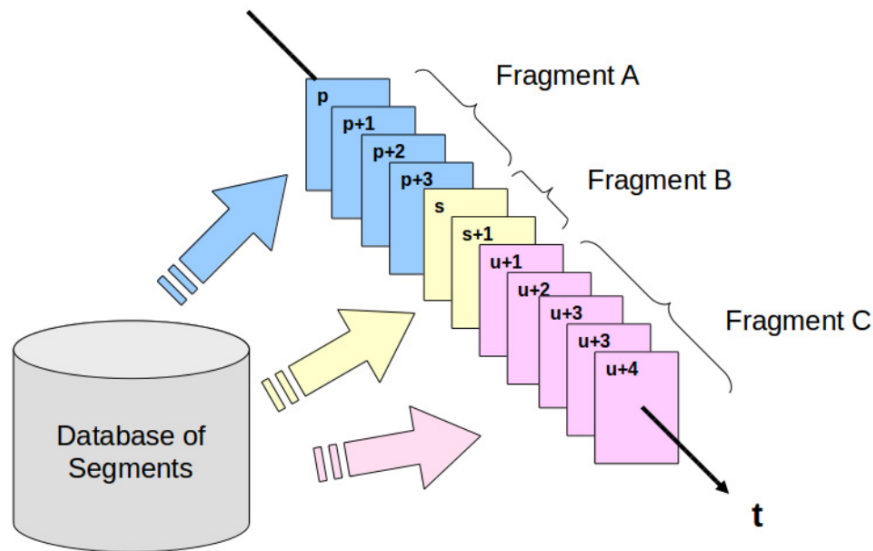 Fragment A
p
p+1
p+2
p+3
Fragment B
s
s+1
Fragment C
u+1
u+2
u+3
u+3
u+4
Database of
Segments
t